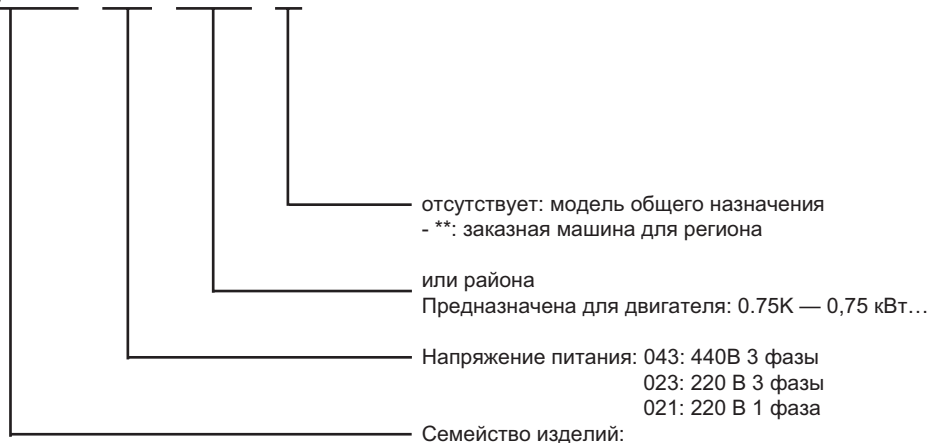 отсутствует: модель общего назначения
- **: заказная машина для региона
или района
Предназначена для двигателя: 0.75K — 0,75 кВт…
Напряжение питания: 043: 440В 3 фазы
023: 220 В 3 фазы
021: 220 В 1 фаза
Семейство изделий: